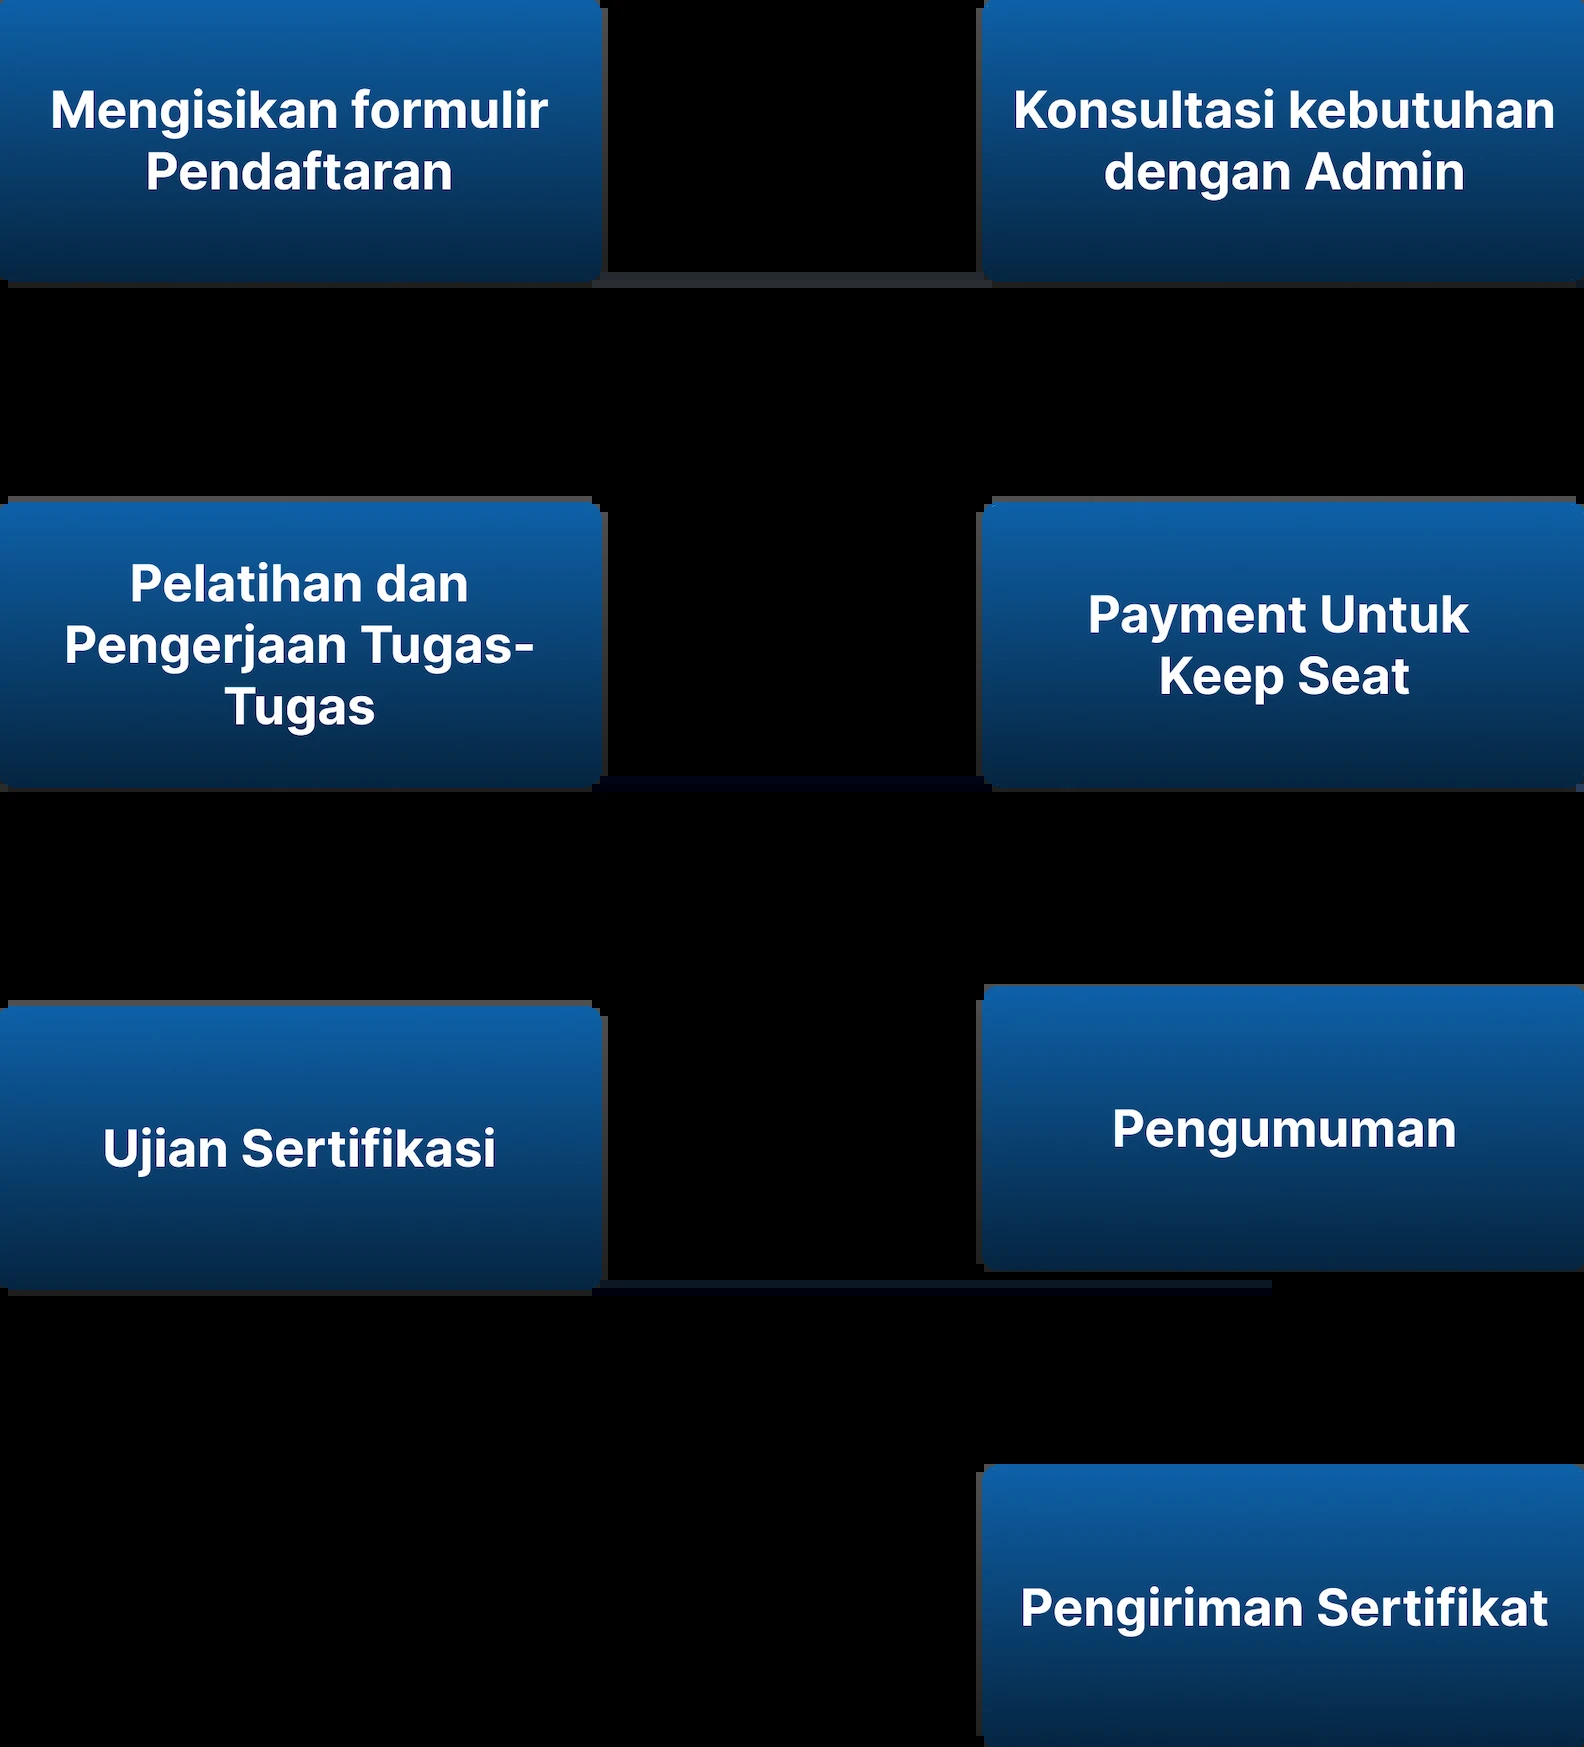 Mengisikan formulir
Pendaftaran
Konsultasi kebutuhan
dengan Admin
Pelatihan dan
Pengerjaan Tugas-
Tugas
Payment Untuk
Keep Seat
Ujian Sertifikasi
Pengumuman
Pengiriman Sertifikat